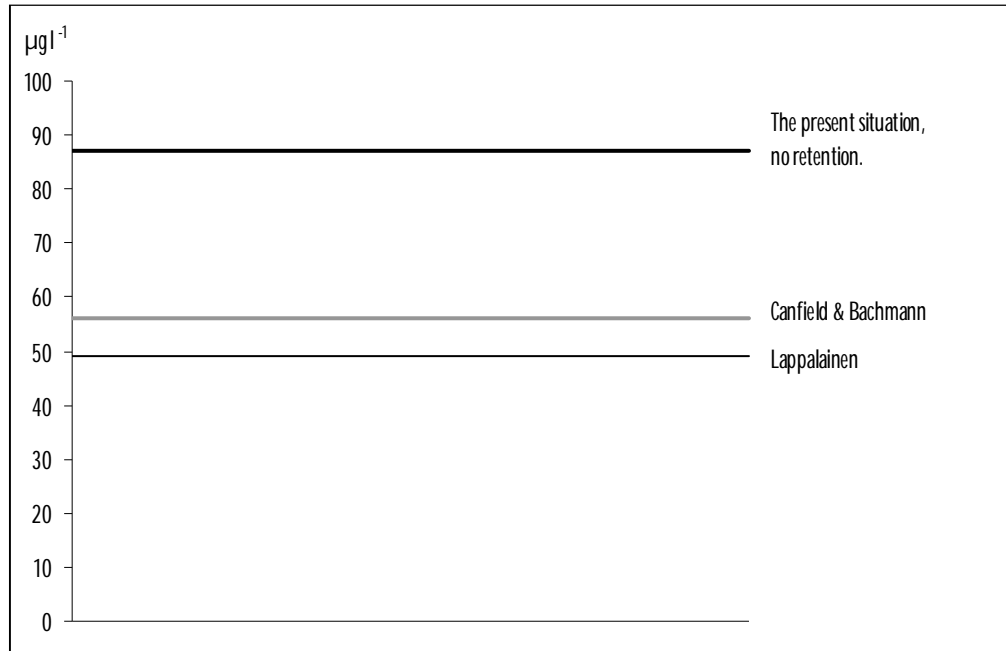 µgl⁻¹
100
90
80
70
60
50
40
30
20
10
0
The present situation,
no retention.
Canfield & Bachmann
Lappalainen